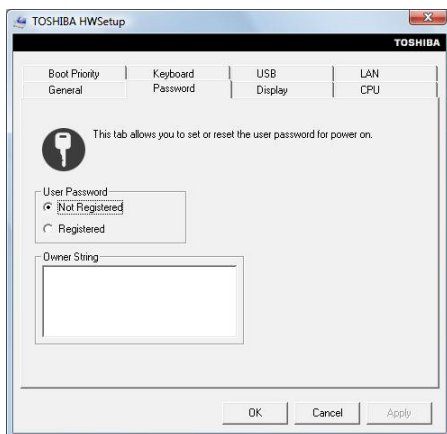 TOSHIBA HWSetup
TOSHIBA
Boot Priority Keyboard USB LAN
General Password Display CPU
This tab allows you to set or reset the user password for power on.
User Password
Not Registered
Registered
Owner String
OK Cancel Apply